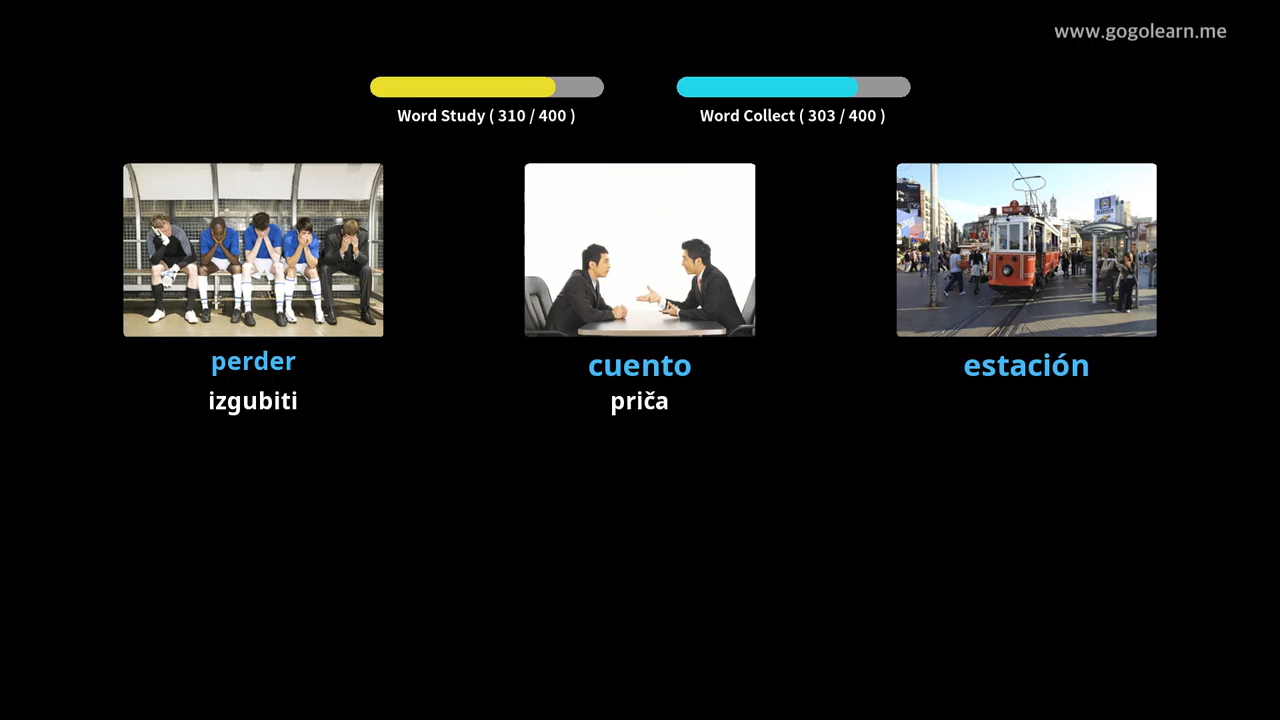 www.gogolearn.me
Word Study ( 310 / 400 )
Word Collect ( 303 / 400 )
perder
izgubiti
cuento
priča
estación